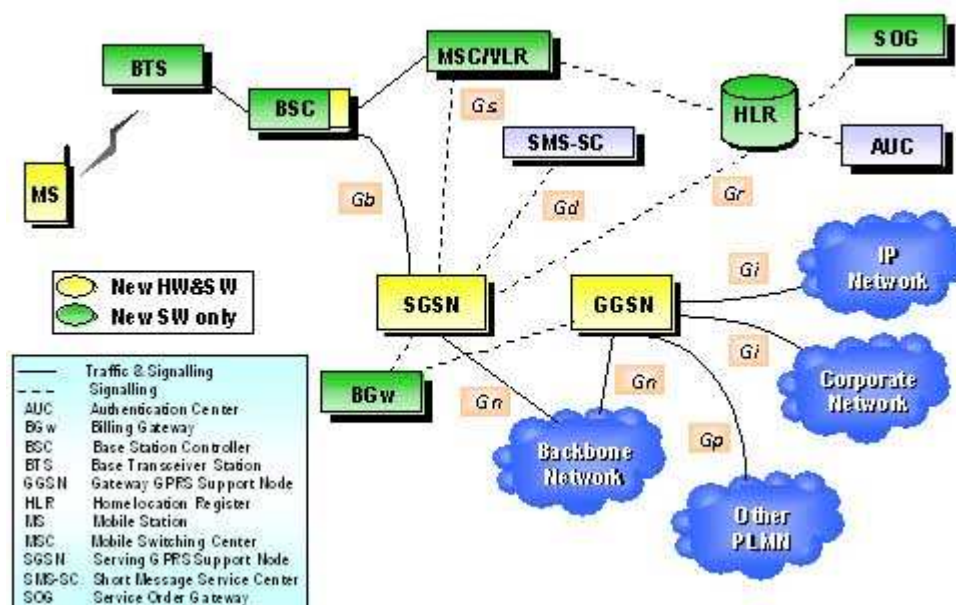 SOG
MSC/VLR
BTS
BSC
HLR
Gs
SMS-SC
AUC
MS
Gb
Gd
Gr
IP
Network
Gi
New HW&SW
New SW only
SGSN
GGSN
Gi
Corporate
Network
Traffic & Signalling
Signalling
BGw
Gn
Gn
Gp
Backbone
Network
Other
PLMN
AUC Authentication Center
BGw Billing Gateway
BSC Base Station Controller
BTS Base Transceiver Station
GGSN Gateway GPRS Support Node
HLR Homelocation Register
MS Mobile Station
MSC Mobile Switching Center
SGSN Serving GPRS Support Node
SMS-SC Short Message Service Center
SOG Service Order Gateway